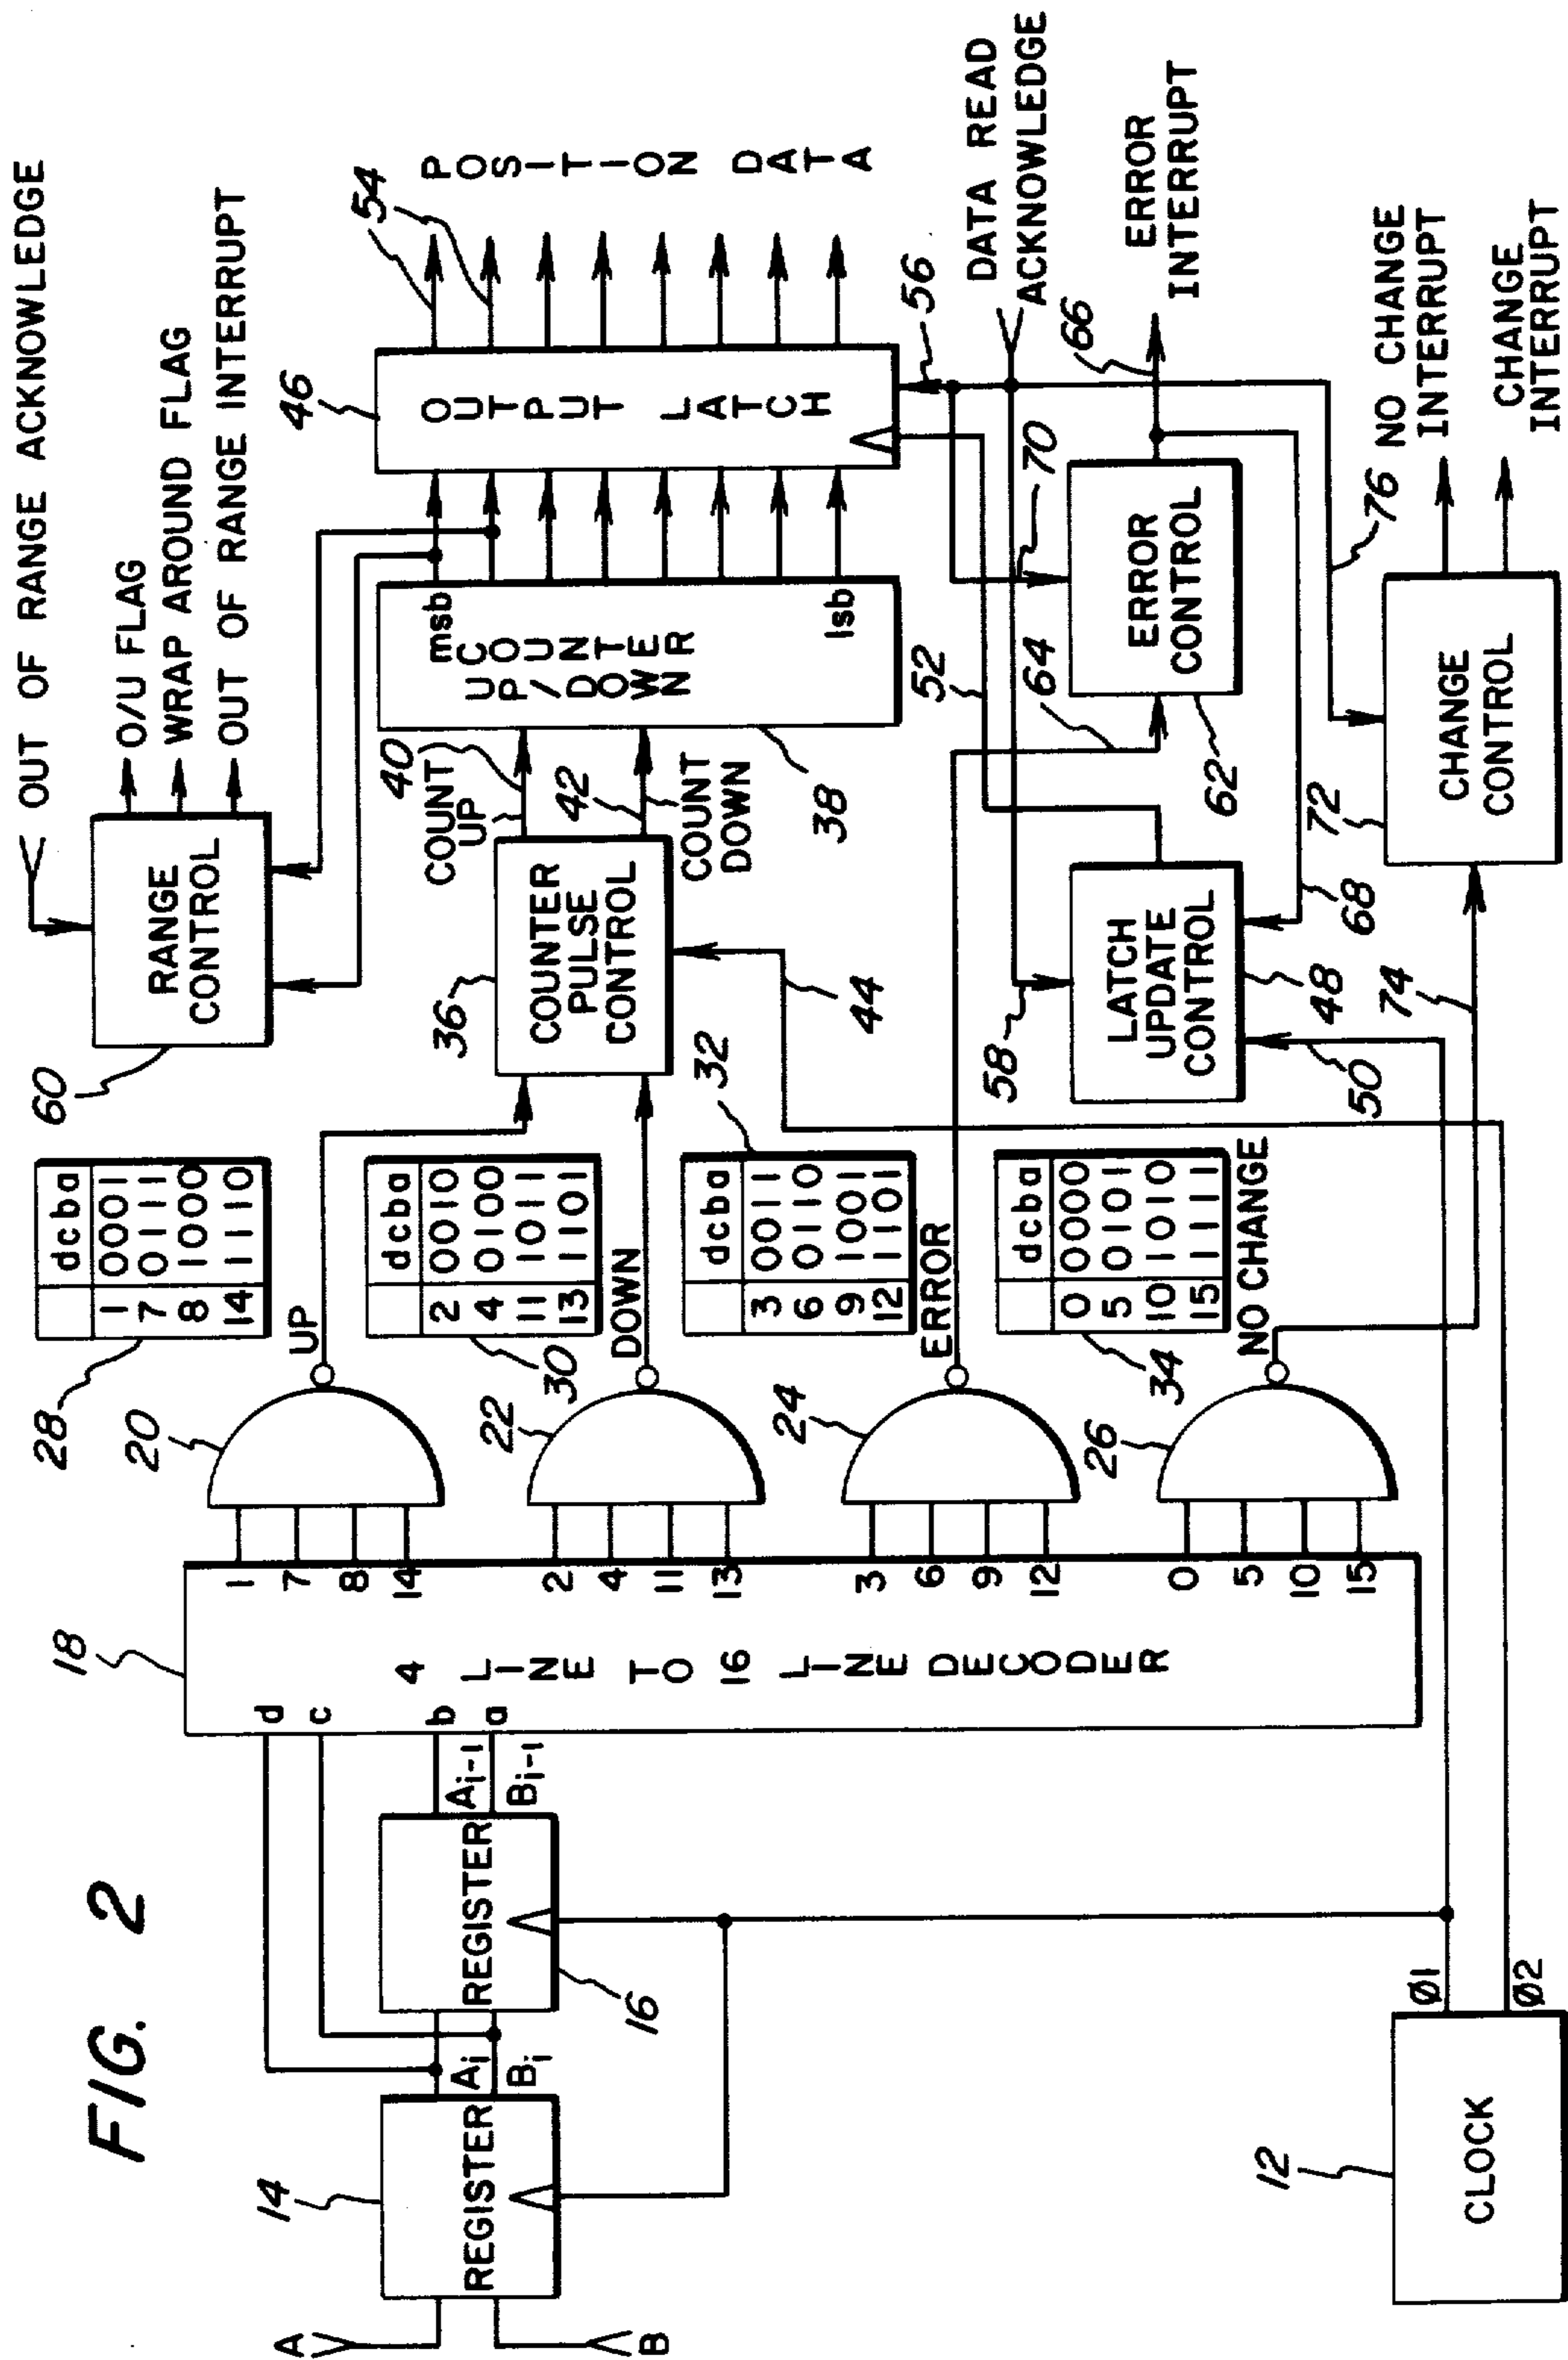 FIG. 2
A
B
14
REGISTER
Ai
Bi
REGISTER
16
Ai-1
Bi-1
12
CLOCK
Ø1
Ø2
18
d
c
b
a
4 LINE TO 16 LINE DECODER
1
7
8
14
2
4
11
13
3
6
9
12
0
5
10
15
20
22
24
26
28
dcba
1 0001
7 0111
8 1000
14 1110
UP
30
dcba
2 0010
4 0100
11 1011
13 1101
DOWN
32
dcba
3 0011
6 0110
9 1001
12 1101
ERROR
34
dcba
0 0000
5 0101
10 1010
15 1111
NO CHANGE
60
RANGE
CONTROL
OUT OF RANGE ACKNOWLEDGE
O/U FLAG
WRAP AROUND FLAG
OUT OF RANGE INTERRUPT
36
COUNTER
PULSE
CONTROL
44
COUNT
UP
40
42
COUNT
DOWN
38
msb
UP/DOWN
COUNTER
lsb
46
OUTPUT LATCH
54
POSITION DATA
56
DATA READ
ACKNOWLEDGE
58
LATCH
UPDATE
CONTROL
48
50
52
64
62
ERROR
CONTROL
70
66
ERROR
INTERRUPT
68
74
72
CHANGE
CONTROL
76
NO CHANGE
INTERRUPT
CHANGE
INTERRUPT